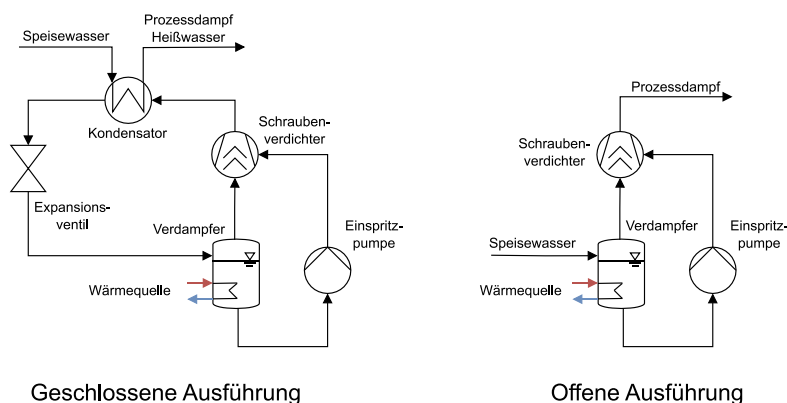 Speisewasser
Prozessdampf
Heißwasser
Kondensator
Schrauben-
verdichter
Expansions-
ventil
Verdampfer
Einspritz-
pumpe
Wärmequelle
Geschlossene Ausführung
Prozessdampf
Schrauben-
verdichter
Verdampfer
Speisewasser
Einspritz-
pumpe
Wärmequelle
Offene Ausführung